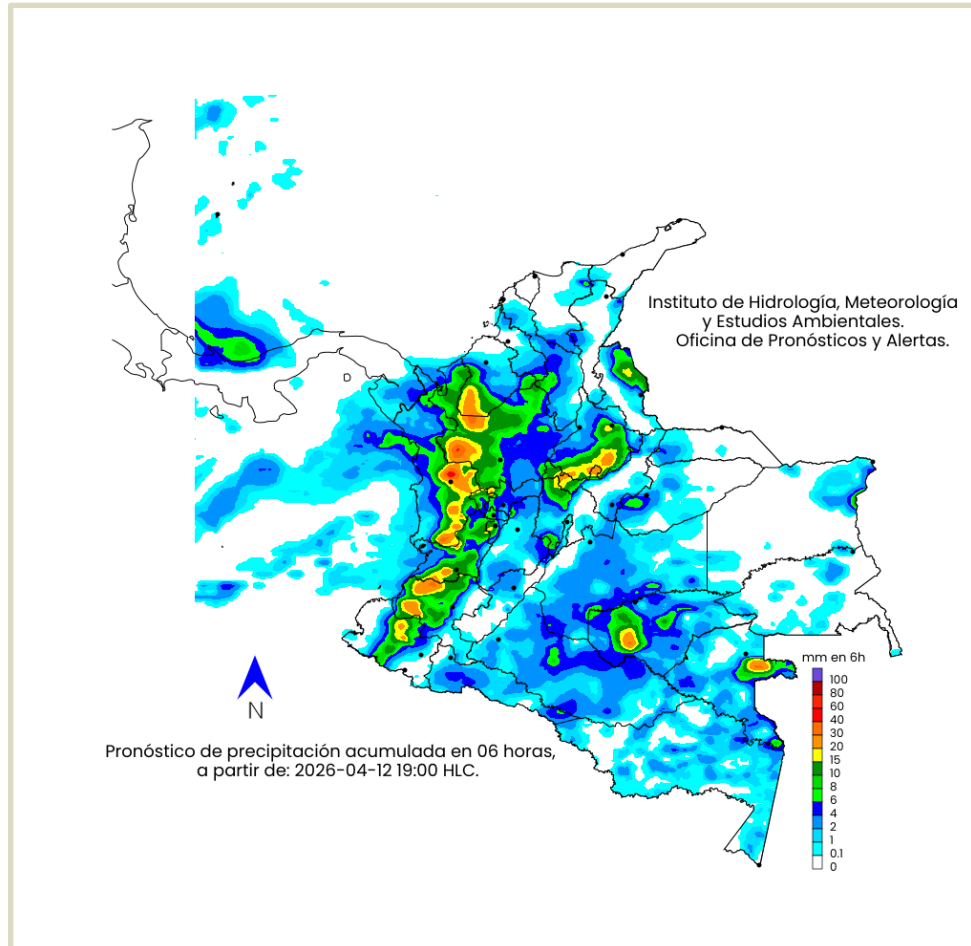 Instituto de Hidrología, Meteorología
y Estudios Ambientales.
Oficina de Pronósticos y Alertas.
mm en 6h
100
80
60
40
30
20
15
10
8
6
4
2
1
0.1
0
N
Pronóstico de precipitación acumulada en 06 horas,
a partir de: 2026-04-12 19:00 HLC.